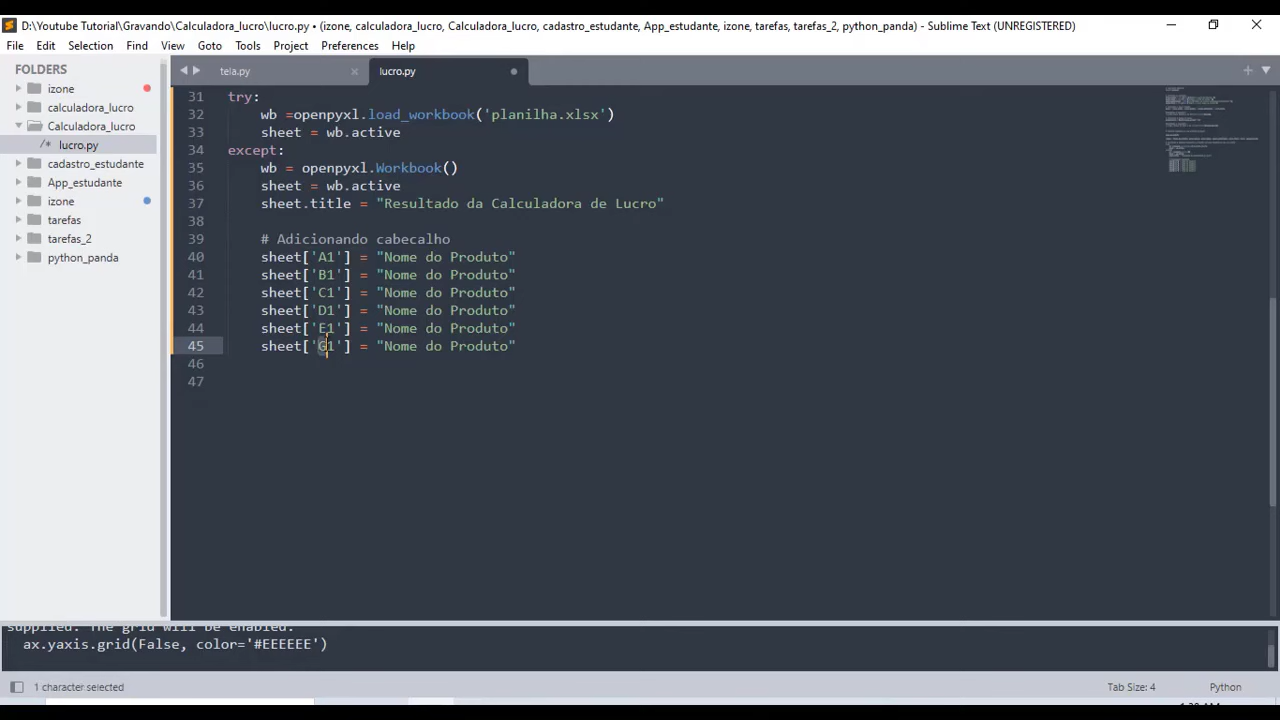 D:\Youtube Tutorial\Gravando\Calculadora_lucro\lucro.py • (izone, calculadora_lucro, Calculadora_lucro, cadastro_estudante, App_estudante, izone, tarefas, tarefas_2, python_panda) - Sublime Text (UNREGISTERED)
File Edit Selection Find View Goto Tools Project Preferences Help
FOLDERS
izone
calculadora_lucro
Calculadora_lucro
/* lucro.py
cadastro_estudante
App_estudante
izone
tarefas
tarefas_2
python_panda
tela.py
lucro.py
31 try:
32 wb =openpyxl.load_workbook('planilha.xlsx')
33 sheet = wb.active
34 except:
35 wb = openpyxl.Workbook()
36 sheet = wb.active
37 sheet.title = "Resultado da Calculadora de Lucro"
38
39 # Adicionando cabecalho
40 sheet['A1'] = "Nome do Produto"
41 sheet['B1'] = "Nome do Produto"
42 sheet['C1'] = "Nome do Produto"
43 sheet['D1'] = "Nome do Produto"
44 sheet['E1'] = "Nome do Produto"
45 sheet['G1'] = "Nome do Produto"
46
47
supplied. The grid will be enabled.
ax.yaxis.grid(False, color='#EEEEEE')
1 character selected
Tab Size: 4
Python